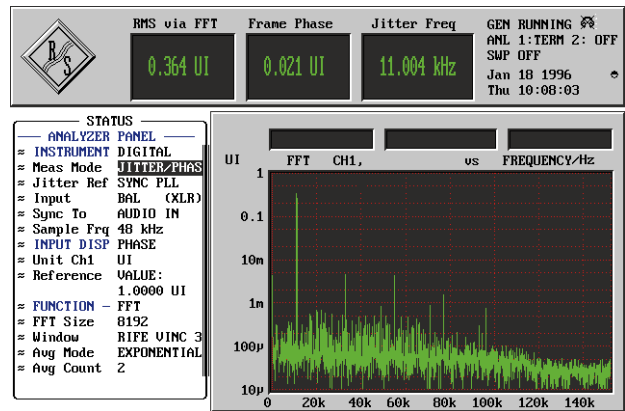 RMS via FFT
Frame Phase
Jitter Freq
GEN RUNNING
ANL 1:TERM 2: OFF
SWP OFF
Jan 18 1996
Thu 10:08:03
R
S
0.364 UI
0.021 UI
11.004 kHz
STATUS
ANALYZER PANEL
≈ INSTRUMENT DIGITAL
≈ Meas Mode JITTER/PHAS
≈ Jitter Ref SYNC PLL
≈ Input BAL (XLR)
≈ Sync To AUDIO IN
≈ Sample Frq 48 kHz
≈ INPUT DISP PHASE
≈ Unit Ch1 UI
≈ Reference VALUE:
1.0000 UI
≈ FUNCTION – FFT
≈ FFT Size 8192
≈ Window RIFE VINC 3
≈ Avg Mode EXPONENTIAL
≈ Avg Count 2
UI FFT CH1, vs FREQUENCY/Hz
1
0.1
10m
1m
100µ
10µ
0 20k 40k 60k 80k 100k 120k 140k